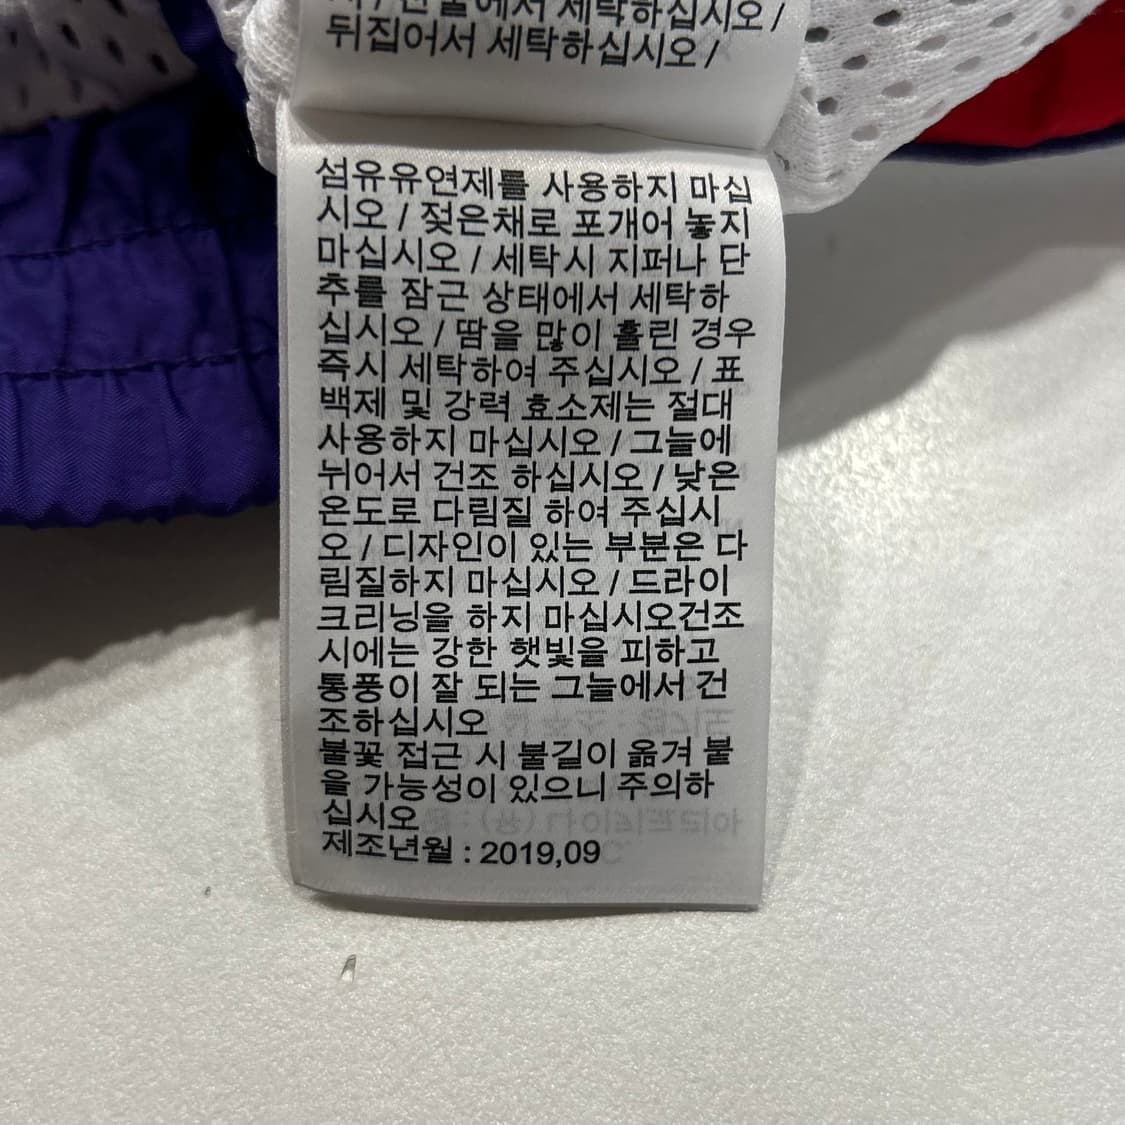 찬물에서 세탁하십시오 /
뒤집어서 세탁하십시오 /
섬유유연제를 사용하지 마십
시오 / 젖은채로 포개어 놓지
마십시오 / 세탁시 지퍼나 단
추를 잠근 상태에서 세탁하
십시오 / 땀을 많이 흘린 경우
즉시 세탁하여 주십시오 / 표
백제 및 강력 효소제는 절대
사용하지 마십시오 / 그늘에
뉘어서 건조 하십시오 / 낮은
온도로 다림질 하여 주십시
오 / 디자인이 있는 부분은 다
림질하지 마십시오 / 드라이
크리닝을 하지 마십시오건조
시에는 강한 햇빛을 피하고
통풍이 잘 되는 그늘에서 건
조하십시오
불꽃 접근 시 불길이 옮겨 붙
을 가능성이 있으니 주의하
십시오
제조년월 : 2019,09